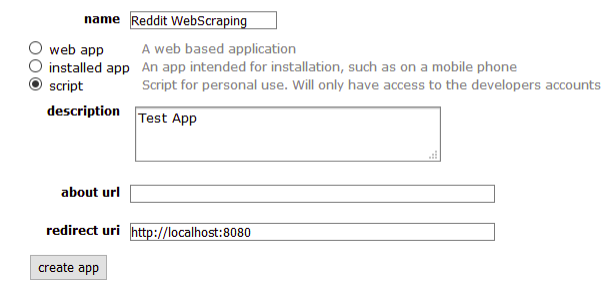 name Reddit WebScraping
web app A web based application
installed app An app intended for installation, such as on a mobile phone
script Script for personal use. Will only have access to the developers accounts
description Test App
about url
redirect uri http://localhost:8080
create app